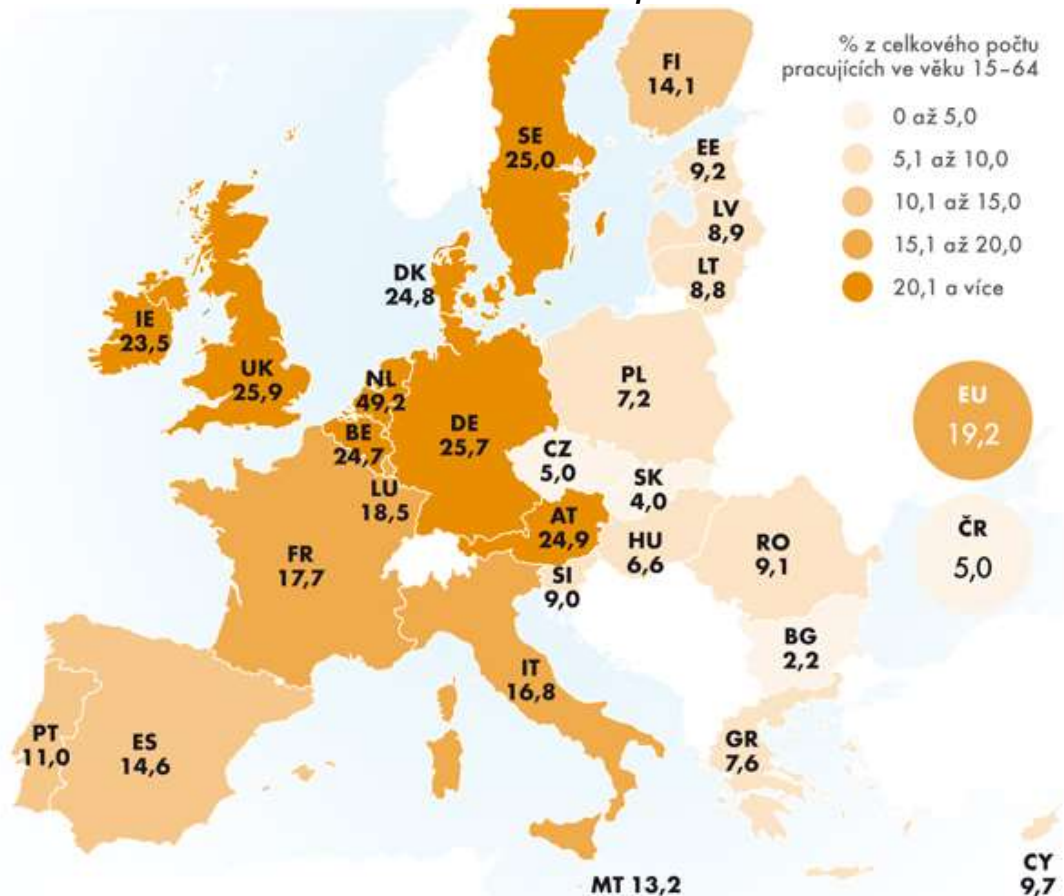 % z celkového počtu
pracujících ve věku 15–64
0 až 5,0
5,1 až 10,0
10,1 až 15,0
15,1 až 20,0
20,1 a více
FI
14,1
SE
25,0
EE
9,2
LV
8,9
LT
8,8
DK
24,8
IE
23,5
UK
25,9
NL
49,2
BE
24,7
LU
18,5
DE
25,7
PL
7,2
CZ
5,0
SK
4,0
AT
24,9
HU
6,6
SI
9,0
RO
9,1
BG
2,2
FR
17,7
IT
16,8
PT
11,0
ES
14,6
GR
7,6
MT 13,2
CY
9,7
EU
19,2
ČR
5,0